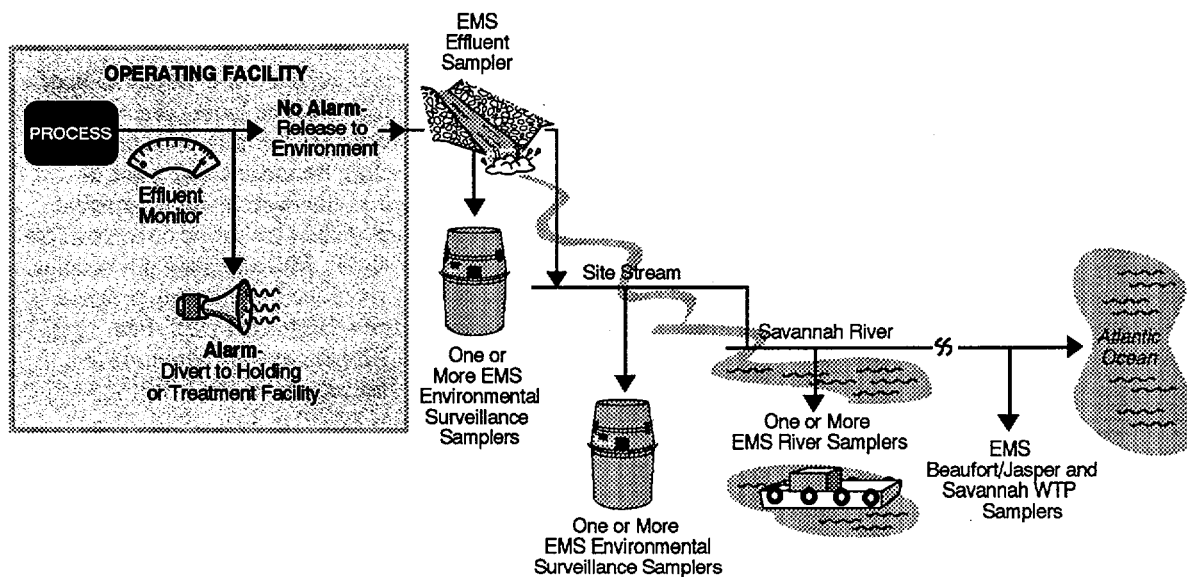 EMS
Effluent
Sampler
OPERATING FACILITY
PROCESS
No Alarm-
Release to
Environment
Effluent
Monitor
Alarm-
Divert to Holding
or Treatment Facility
One or
More EMS
Environmental
Surveillance
Samplers
Site Stream
One or More
EMS Environmental
Surveillance Samplers
Savannah River
One or More
EMS River Samplers
EMS
Beaufort/Jasper and
Savannah WTP
Samplers
Atlantic
Ocean